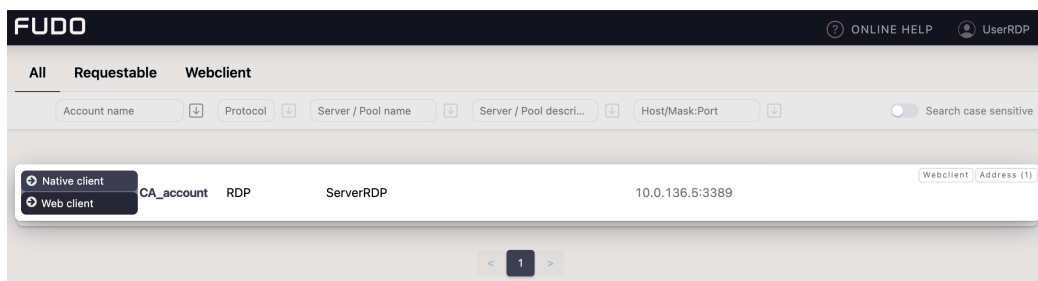 FUDO
ONLINE HELP UserRDP
All Requestable Webclient
Account name Protocol Server / Pool name Server / Pool descri... Host/Mask:Port Search case sensitive
Webclient Address (1)
Native client
CA_account RDP ServerRDP 10.0.136.5:3389
Web client
< 1 >